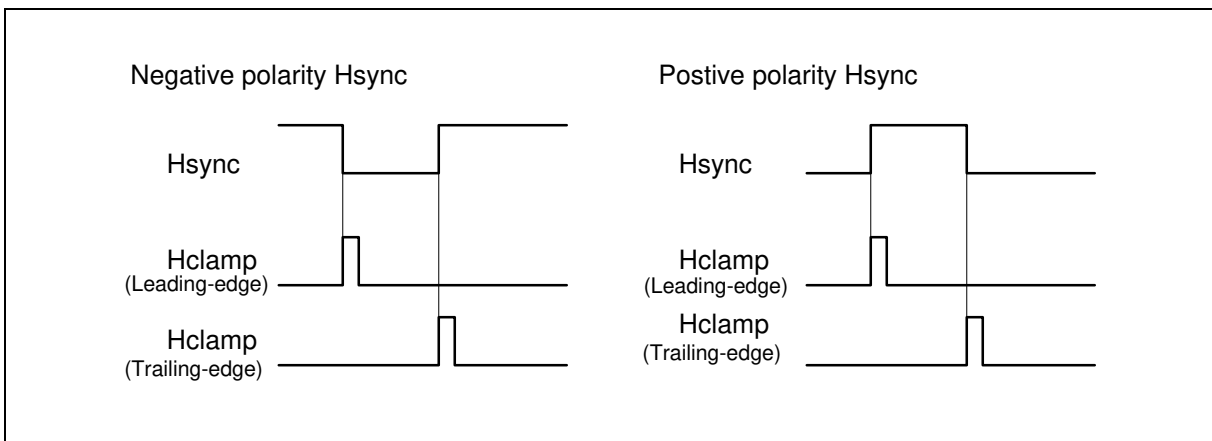 Negative polarity Hsync
Hsync
Hclamp
(Leading-edge)
Hclamp
(Trailing-edge)
Postive polarity Hsync
Hsync
Hclamp
(Leading-edge)
Hclamp
(Trailing-edge)